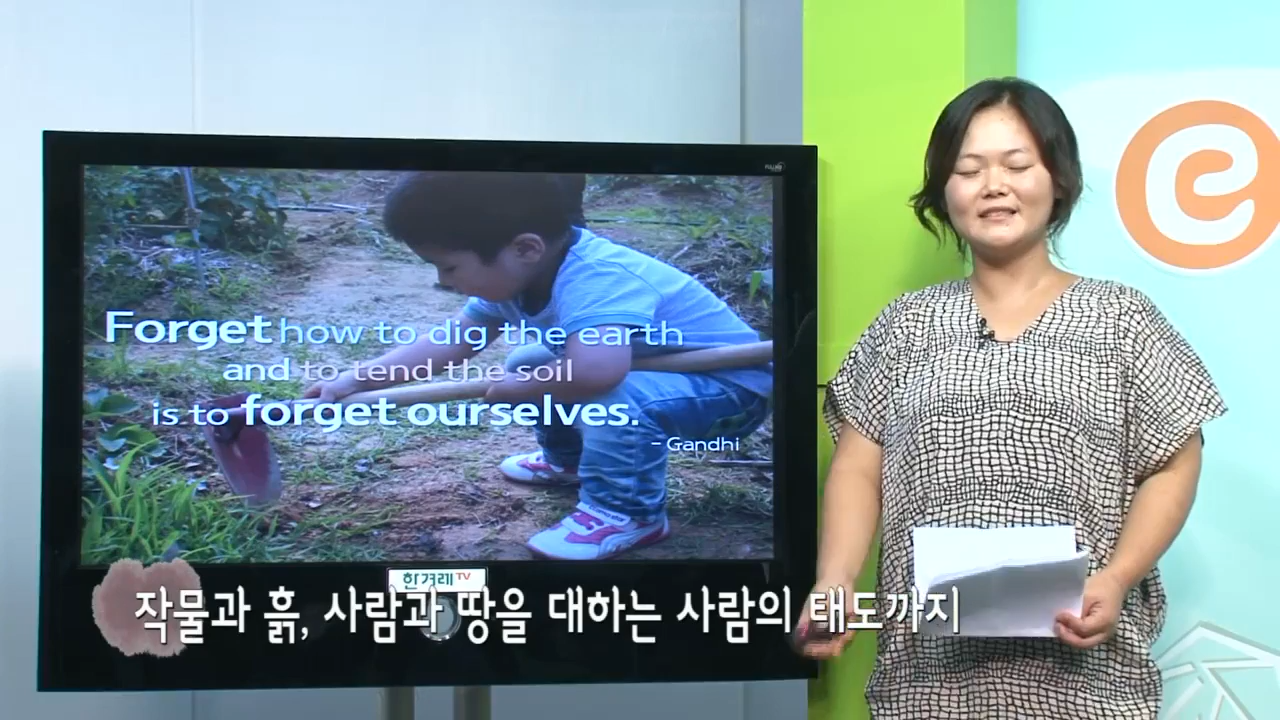 Forget how to dig the earth
and to tend the soil
is to forget ourselves.
- Gandhi
한겨레TV
작물과 흙, 사람과 땅을 대하는 사람의 태도까지
e